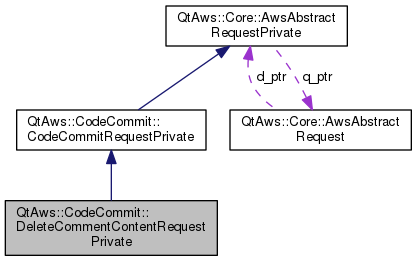 QtAws::Core::AwsAbstract
RequestPrivate
d_ptr
q_ptr
QtAws::CodeCommit::
CodeCommitRequestPrivate
QtAws::Core::AwsAbstract
Request
QtAws::CodeCommit::
DeleteCommentContentRequest
Private